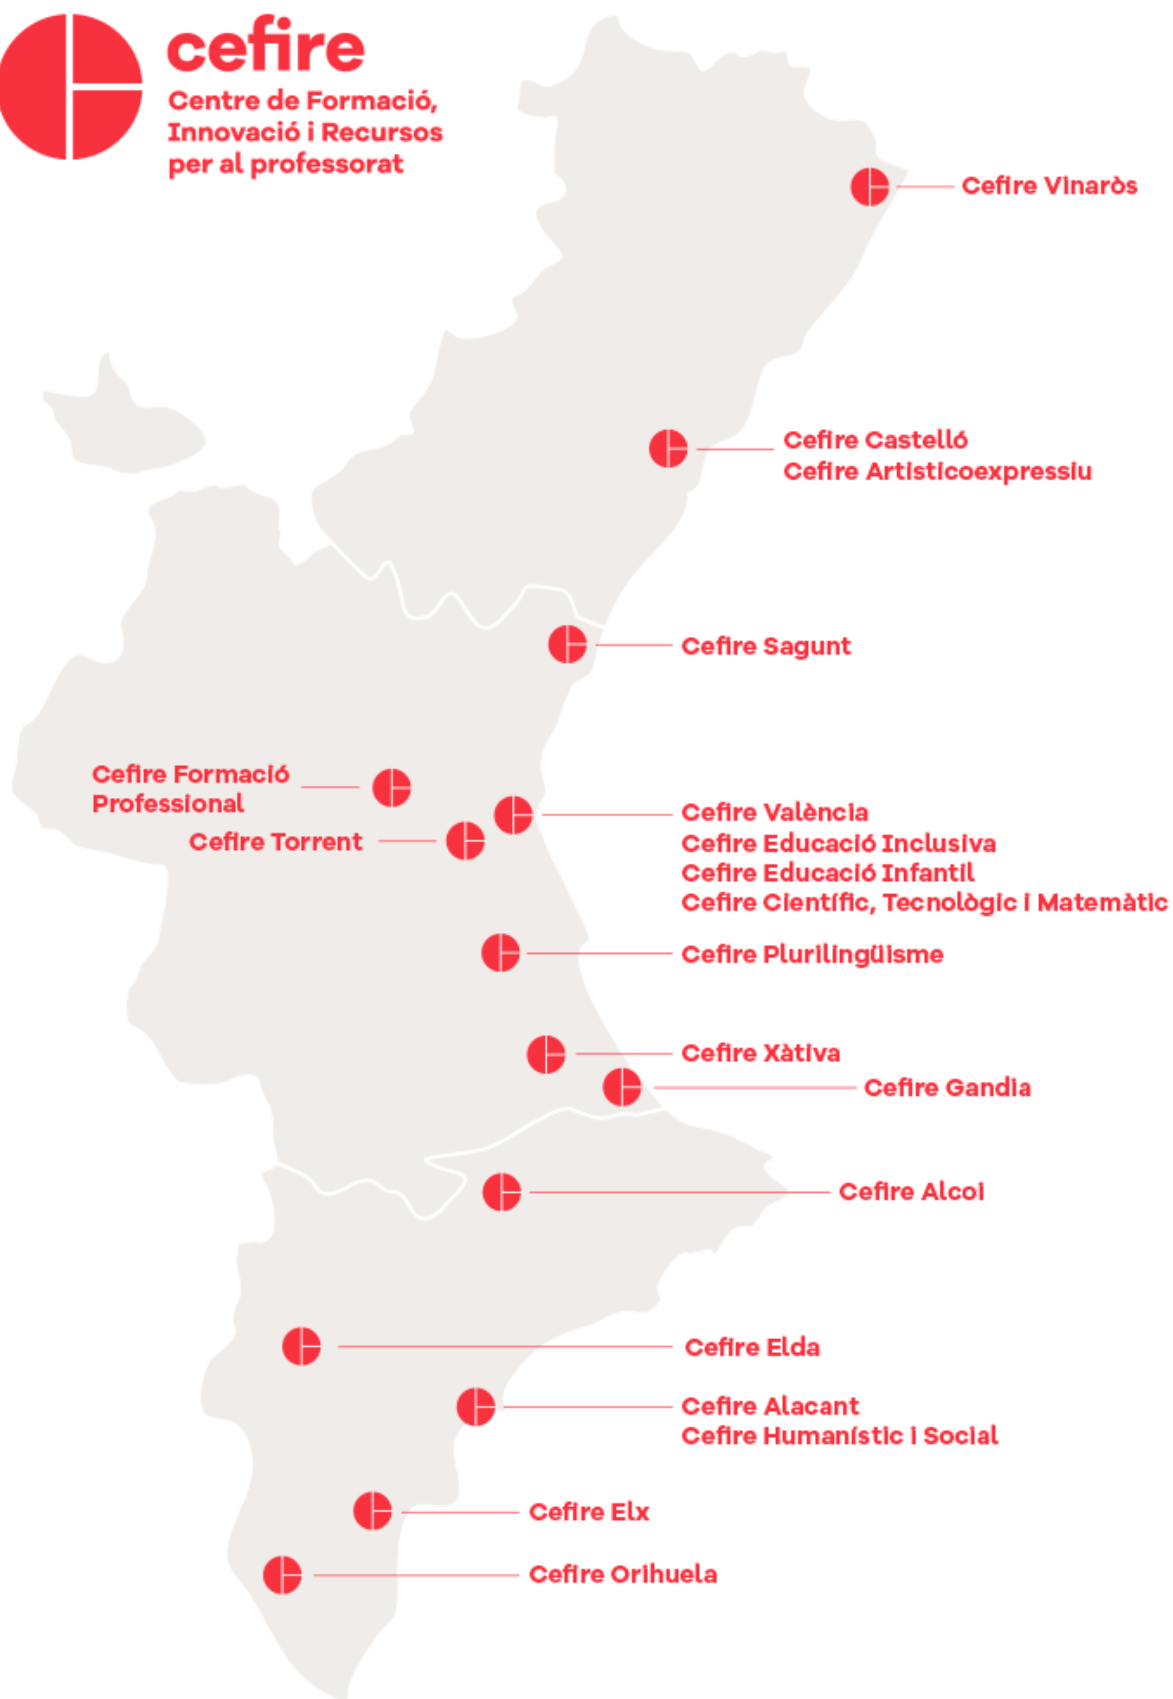 cefire
Centre de Formació,
Innovació i Recursos
per al professorat
Cefire Vinaròs
Cefire Castelló
Cefire Artisticoexpressiu
Cefire Sagunt
Cefire Formació
Professional
Cefire Torrent
Cefire València
Cefire Educació Inclusiva
Cefire Educació Infantil
Cefire Científic, Tecnològic i Matemàtic
Cefire Plurilingüisme
Cefire Xàtiva
Cefire Gandia
Cefire Alcoi
Cefire Elda
Cefire Alacant
Cefire Humanístic i Social
Cefire Elx
Cefire Orihuela